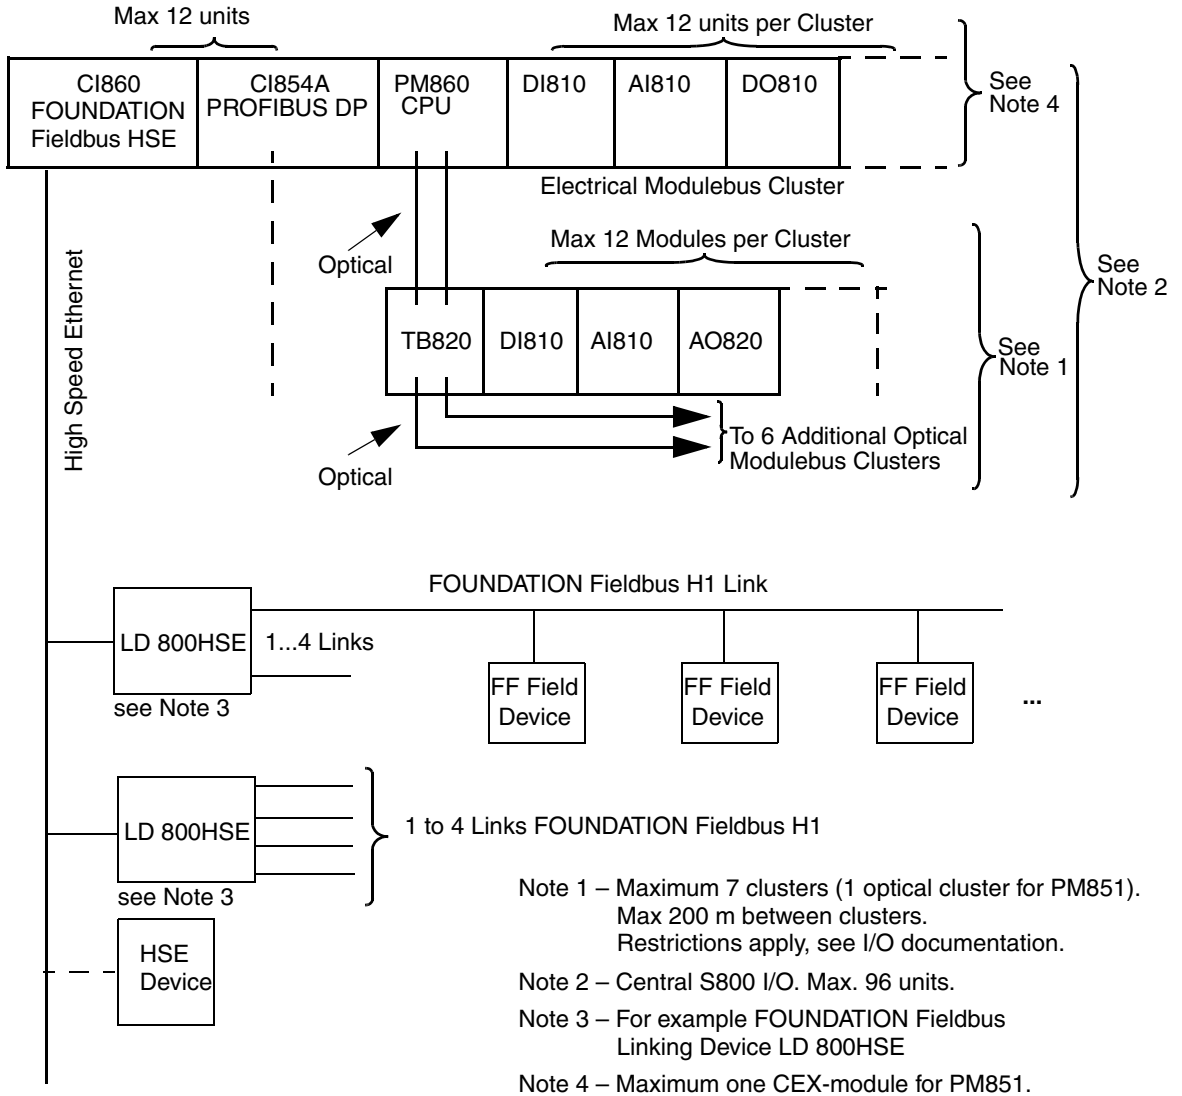 Max 12 units
Max 12 units per Cluster
CI860
FOUNDATION
Fieldbus HSE
CI854A
PROFIBUS DP
PM860
CPU
DI810
AI810
DO810
See
Note 4
Electrical Modulebus Cluster
Optical
Max 12 Modules per Cluster
High Speed Ethernet
See
Note 2
TB820
DI810
AI810
AO820
See
Note 1
To 6 Additional Optical
Modulebus Clusters
Optical
FOUNDATION Fieldbus H1 Link
LD 800HSE
1...4 Links
see Note 3
FF Field
Device
FF Field
Device
FF Field
Device
...
LD 800HSE
see Note 3
1 to 4 Links FOUNDATION Fieldbus H1
HSE
Device
Note 1 – Maximum 7 clusters (1 optical cluster for PM851).
Max 200 m between clusters.
Restrictions apply, see I/O documentation.
Note 2 – Central S800 I/O. Max. 96 units.
Note 3 – For example FOUNDATION Fieldbus
Linking Device LD 800HSE
Note 4 – Maximum one CEX-module for PM851.